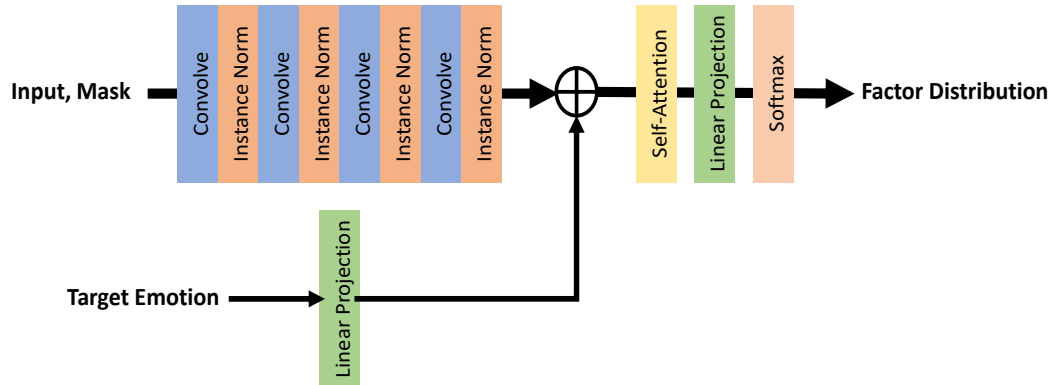 Input, Mask
Convolve
Instance Norm
Convolve
Instance Norm
Convolve
Instance Norm
Convolve
Instance Norm
Self-Attention
Linear Projection
Softmax
Factor Distribution
Target Emotion
Linear Projection